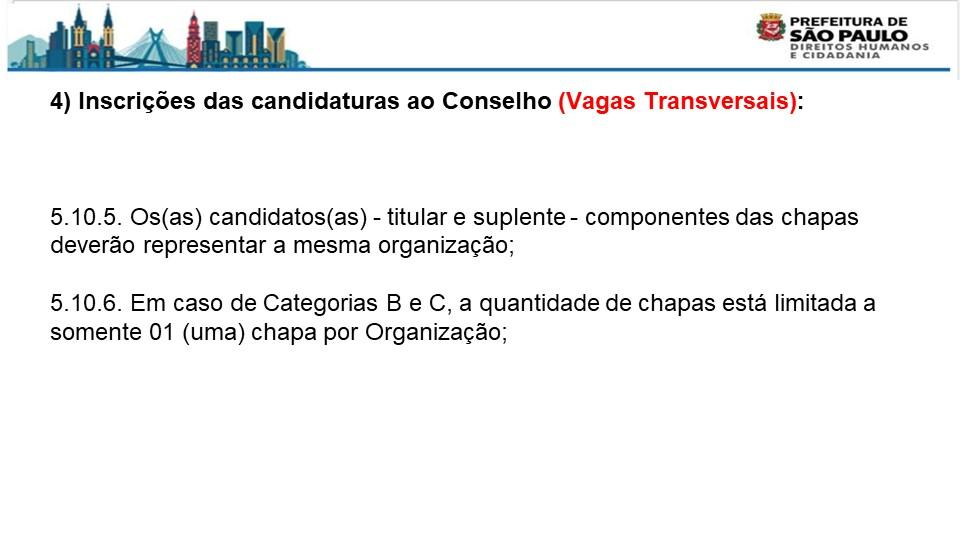 PREFEITURA DE
SÃO PAULO
DIREITOS HUMANOS
E CIDADANIA
4) Inscrições das candidaturas ao Conselho (Vagas Transversais):
5.10.5. Os(as) candidatos(as) - titular e suplente - componentes das chapas
deverão representar a mesma organização;
5.10.6. Em caso de Categorias B e C, a quantidade de chapas está limitada a
somente 01 (uma) chapa por Organização;